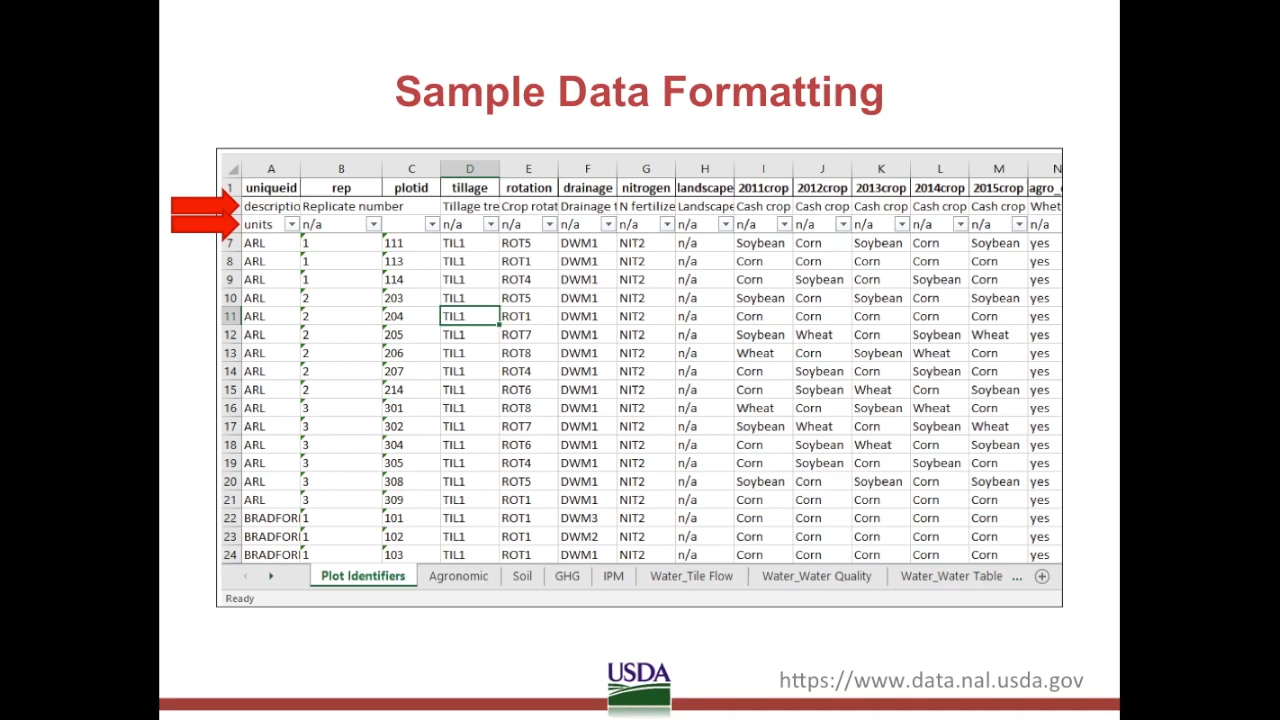 Sample Data Formatting
A B C D E F G H I J K L M N
1 uniqueid rep plotid tillage rotation drainage nitrogen landscape 2011crop 2012crop 2013crop 2014crop 2015crop agro_
descriptio Replicate number Tillage tre Crop rotat Drainage t N fertilize Landscape Cash crop Cash crop Cash crop Cash crop Cash crop Whet
units n/a n/a n/a n/a n/a n/a n/a n/a n/a n/a n/a n/a
7 ARL 1 111 TIL1 ROT5 DWM1 NIT2 n/a Soybean Corn Soybean Corn Soybean yes
8 ARL 1 113 TIL1 ROT1 DWM1 NIT2 n/a Corn Corn Corn Corn Corn yes
9 ARL 1 114 TIL1 ROT4 DWM1 NIT2 n/a Corn Soybean Corn Soybean Corn yes
10 ARL 2 203 TIL1 ROT5 DWM1 NIT2 n/a Soybean Corn Soybean Corn Soybean yes
11 ARL 2 204 TIL1 ROT1 DWM1 NIT2 n/a Corn Corn Corn Corn Corn yes
12 ARL 2 205 TIL1 ROT7 DWM1 NIT2 n/a Soybean Wheat Corn Soybean Wheat yes
13 ARL 2 206 TIL1 ROT8 DWM1 NIT2 n/a Wheat Corn Soybean Wheat Corn yes
14 ARL 2 207 TIL1 ROT4 DWM1 NIT2 n/a Corn Soybean Corn Soybean Corn yes
15 ARL 2 214 TIL1 ROT6 DWM1 NIT2 n/a Corn Soybean Wheat Corn Soybean yes
16 ARL 3 301 TIL1 ROT8 DWM1 NIT2 n/a Wheat Corn Soybean Wheat Corn yes
17 ARL 3 302 TIL1 ROT7 DWM1 NIT2 n/a Soybean Wheat Corn Soybean Wheat yes
18 ARL 3 304 TIL1 ROT6 DWM1 NIT2 n/a Corn Soybean Wheat Corn Soybean yes
19 ARL 3 305 TIL1 ROT4 DWM1 NIT2 n/a Corn Soybean Corn Soybean Corn yes
20 ARL 3 308 TIL1 ROT5 DWM1 NIT2 n/a Soybean Corn Soybean Corn Soybean yes
21 ARL 3 309 TIL1 ROT1 DWM1 NIT2 n/a Corn Corn Corn Corn Corn yes
22 BRADFORI 1 101 TIL1 ROT1 DWM3 NIT2 n/a Corn Corn Corn Corn Corn yes
23 BRADFORI 1 102 TIL1 ROT1 DWM2 NIT2 n/a Corn Corn Corn Corn Corn yes
24 BRADFORI 1 103 TIL1 ROT1 DWM1 NIT2 n/a Corn Corn Corn Corn Corn yes
Plot Identifiers Agronomic Soil GHG IPM Water_Tile Flow Water_Water Quality Water_Water Table ...
Ready
USDA
https://www.data.nal.usda.gov